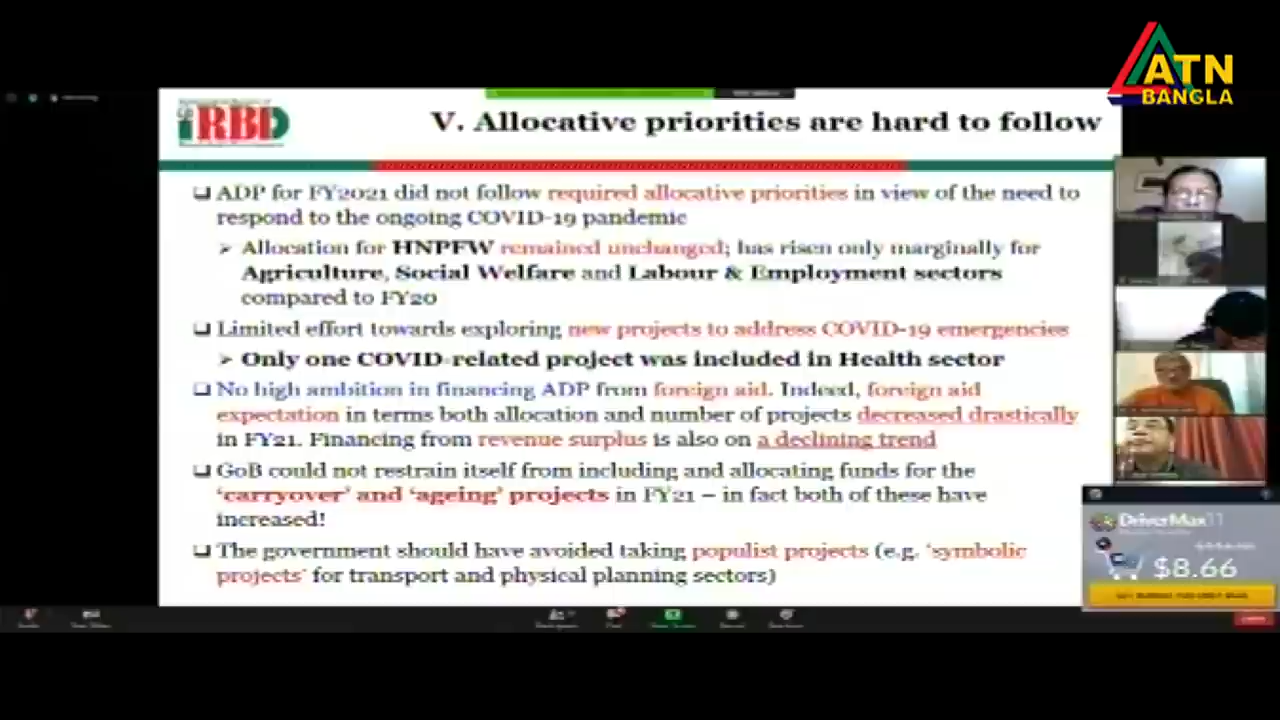 ATN
BANGLA
iRBD
V. Allocative priorities are hard to follow
❑ ADP for FY2021 did not follow required allocative priorities in view of the need to
respond to the ongoing COVID-19 pandemic
➢ Allocation for HNPFW remained unchanged; has risen only marginally for
Agriculture, Social Welfare and Labour & Employment sectors
compared to FY20
❑ Limited effort towards exploring new projects to address COVID-19 emergencies
➢ Only one COVID-related project was included in Health sector
❑ No high ambition in financing ADP from foreign aid. Indeed, foreign aid
expectation in terms both allocation and number of projects decreased drastically
in FY21. Financing from revenue surplus is also on a declining trend
❑ GoB could not restrain itself from including and allocating funds for the
‘carryover’ and ‘ageing’ projects in FY21 – in fact both of these have
increased!
❑ The government should have avoided taking populist projects (e.g. ‘symbolic
projects’ for transport and physical planning sectors)
DriverMax11
$8.66